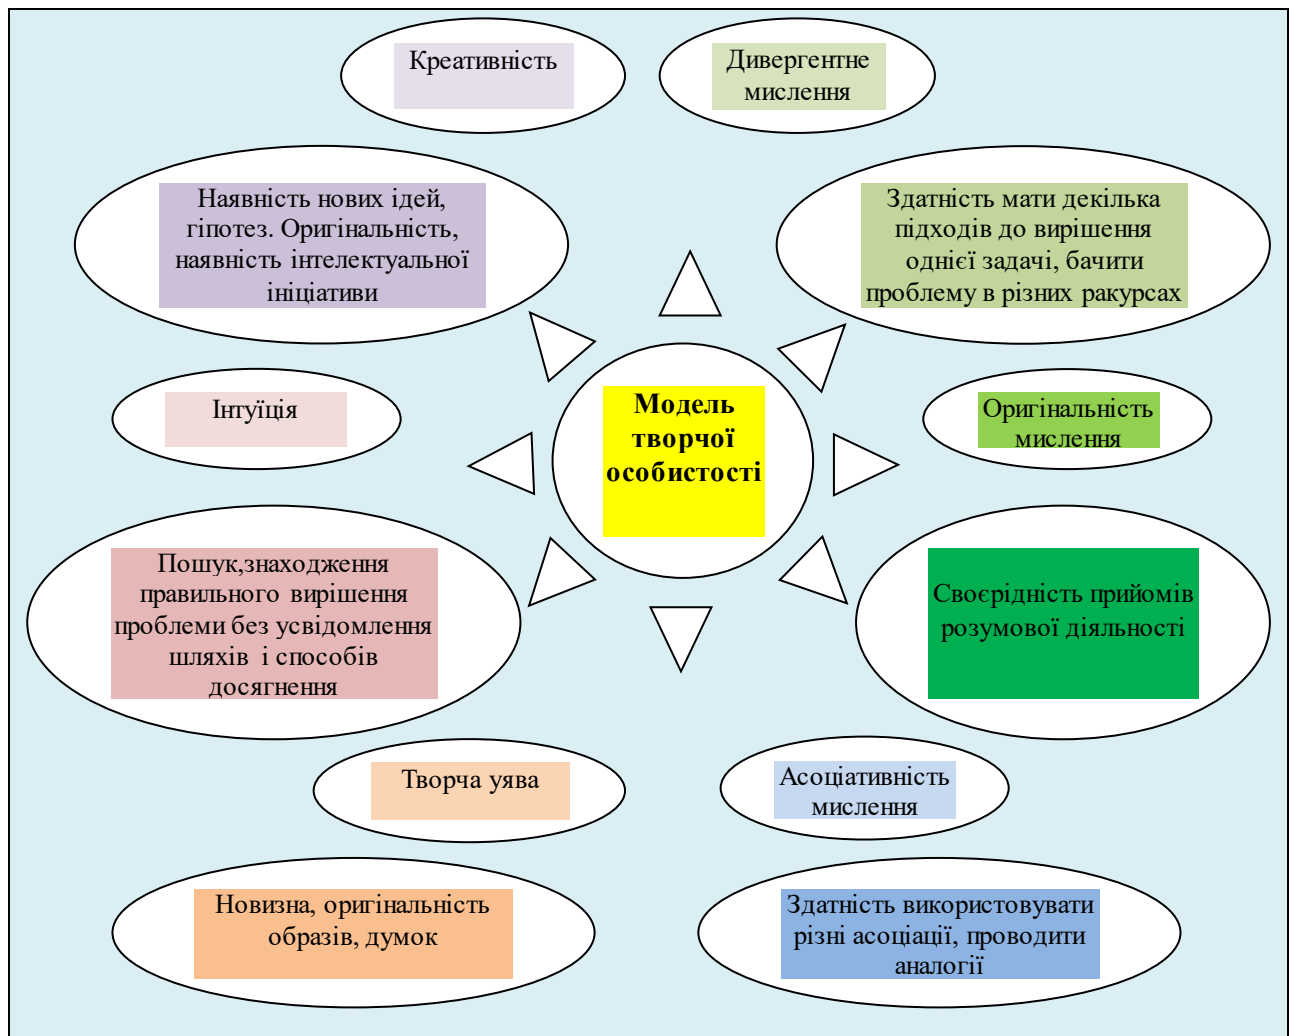 Креативність
Дивергентне
мислення
Наявність нових ідей,
гіпотез. Оригінальність,
наявність інтелектуальної
ініціативи
Здатність мати декілька
підходів до вирішення
однієї задачі, бачити
проблему в різних ракурсах
Інтуїція
Модель
творчої
особистості
Оригінальність
мислення
Пошук,знаходження
правильного вирішення
проблеми без усвідомлення
шляхів і способів
досягнення
Своєрідність прийомів
розумової діяльності
Творча уява
Асоціативність
мислення
Новизна, оригінальність
образів, думок
Здатність використовувати
різні асоціації, проводити
аналогії